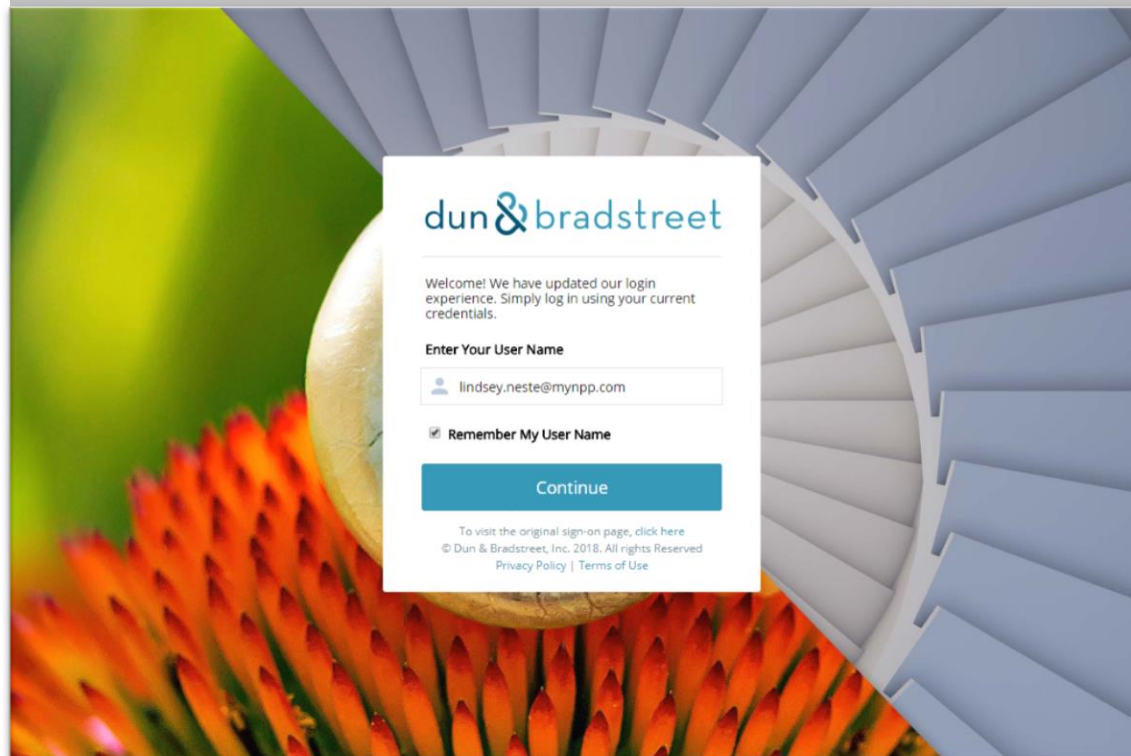 dun & bradstreet
Welcome! We have updated our login
experience. Simply log in using your current
credentials.
Enter Your User Name
lindsey.neste@mynpp.com
Remember My User Name
Continue
To visit the original sign-on page, click here
© Dun & Bradstreet, Inc. 2018. All rights Reserved
Privacy Policy | Terms of Use